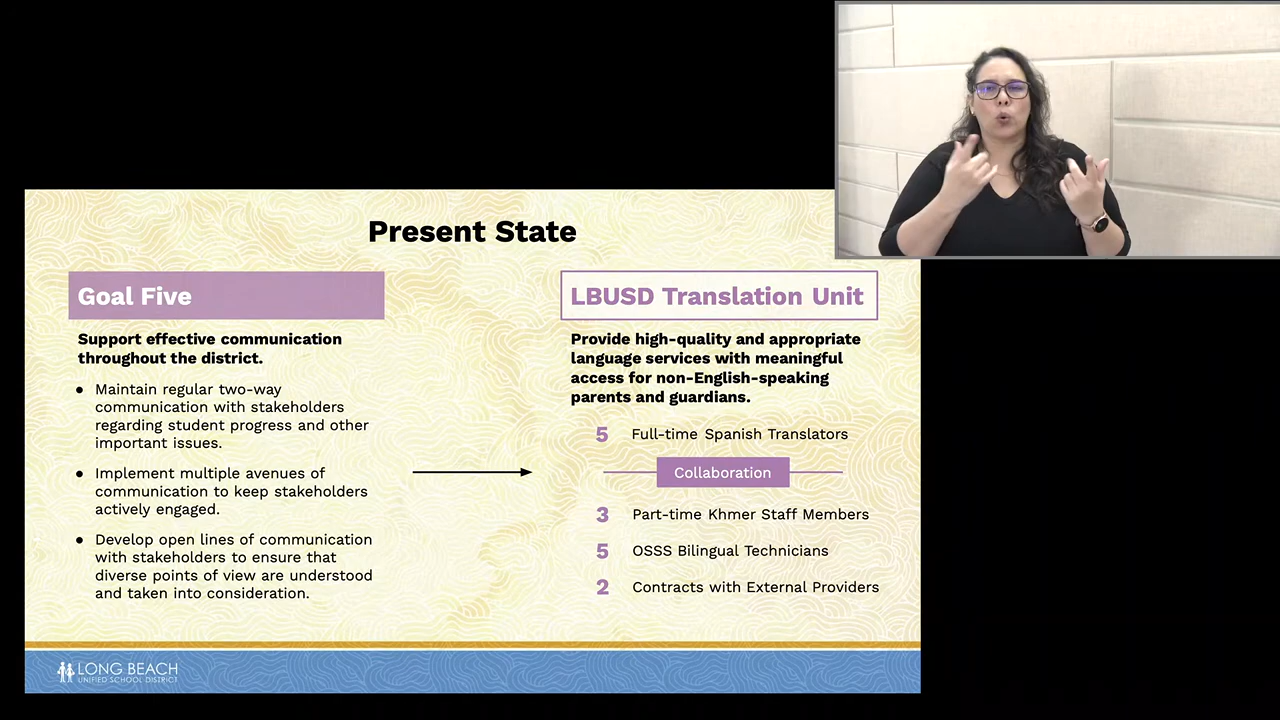 Present State
Goal Five
Support effective communication
throughout the district.
● Maintain regular two-way
communication with stakeholders
regarding student progress and other
important issues.
● Implement multiple avenues of
communication to keep stakeholders
actively engaged.
● Develop open lines of communication
with stakeholders to ensure that
diverse points of view are understood
and taken into consideration.
LBUSD Translation Unit
Provide high-quality and appropriate
language services with meaningful
access for non-English-speaking
parents and guardians.
5 Full-time Spanish Translators
Collaboration
3 Part-time Khmer Staff Members
5 OSSS Bilingual Technicians
2 Contracts with External Providers
LONG BEACH
UNIFIED SCHOOL DISTRICT